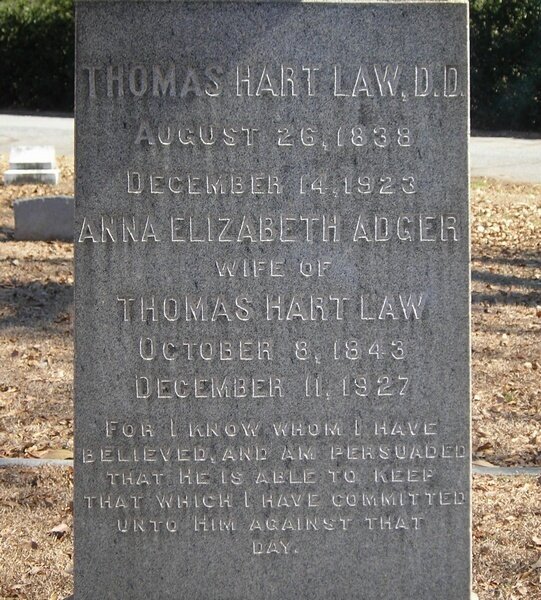 THOMAS HART LAW, D.D.
AUGUST 26, 1838
DECEMBER 14, 1923
ANNA ELIZABETH ADGER
WIFE OF
THOMAS HART LAW
OCTOBER 8, 1843
DECEMBER 11, 1927
FOR I KNOW WHOM I HAVE
BELIEVED, AND AM PERSUADED
THAT HE IS ABLE TO KEEP
THAT WHICH I HAVE COMMITTED
UNTO HIM AGAINST THAT
DAY.